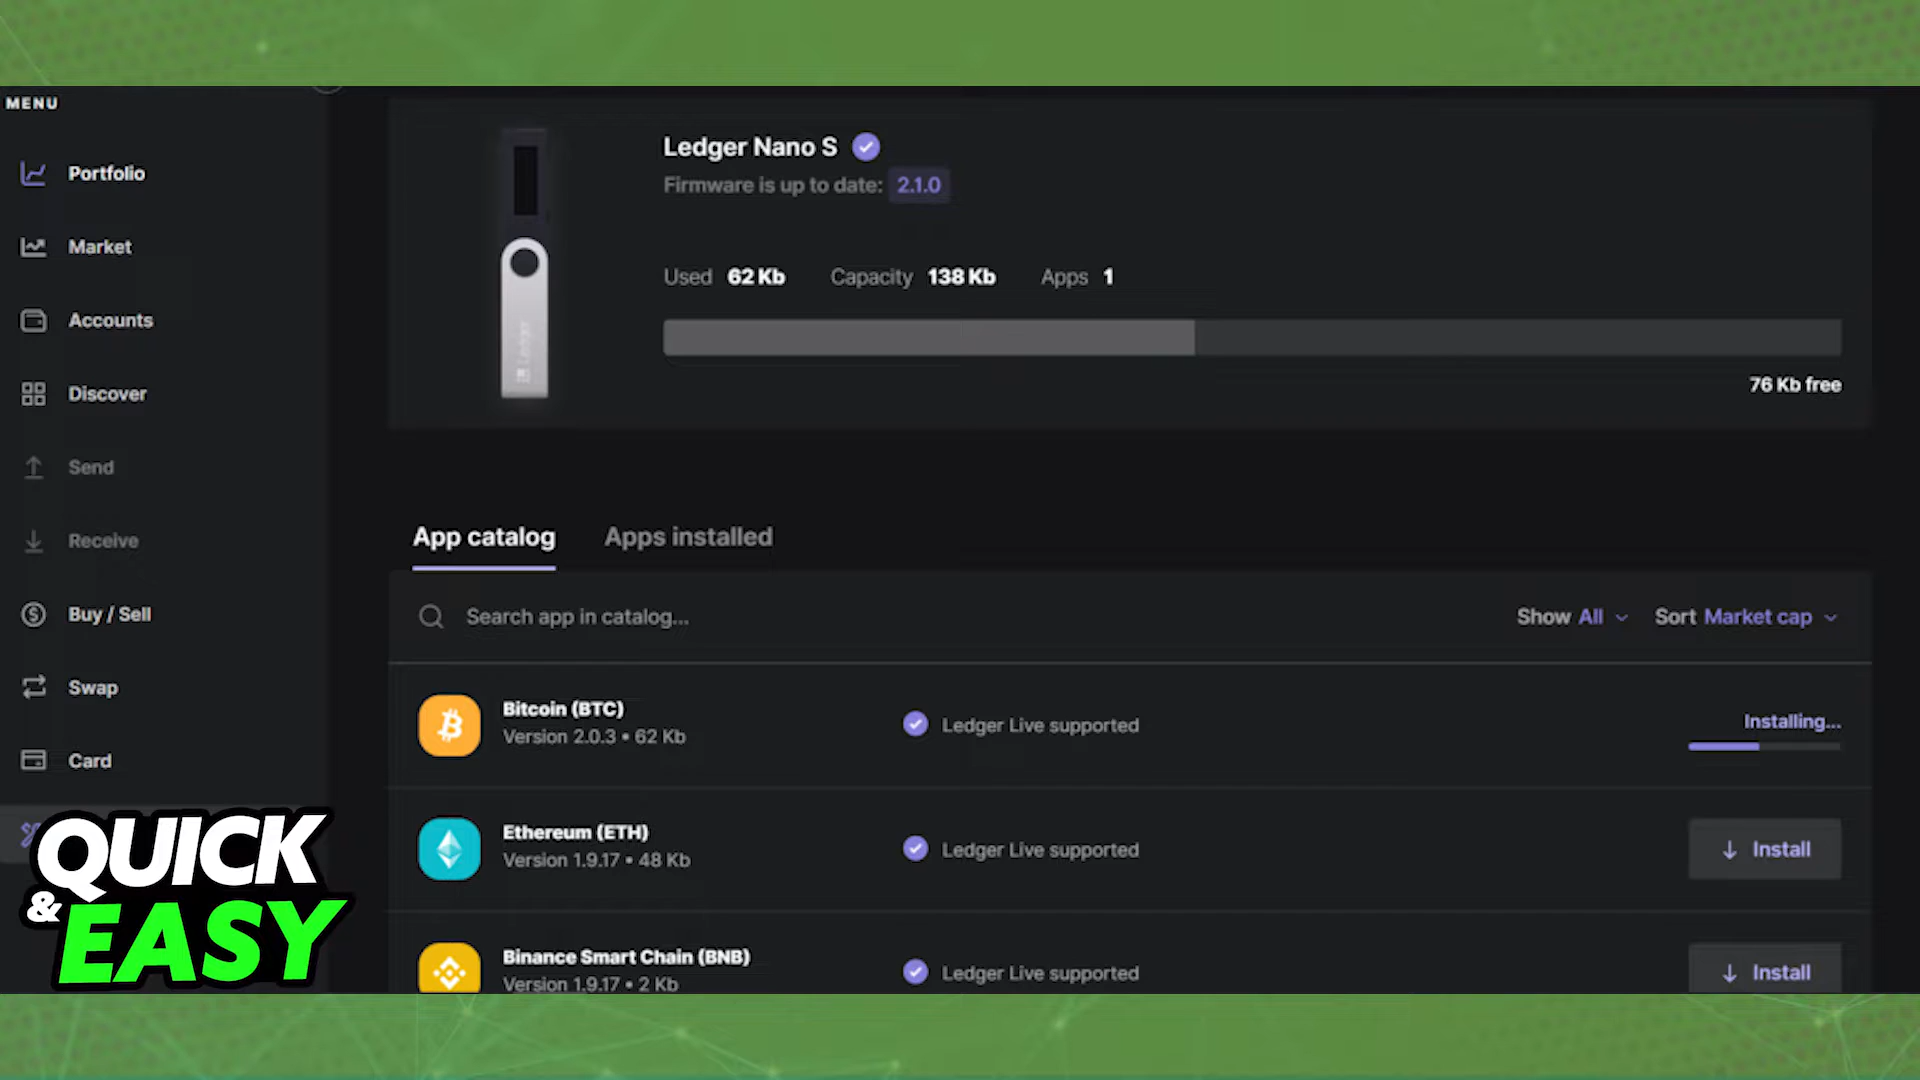 MENU
Portfolio
Market
Accounts
Discover
Send
Receive
Buy / Sell
Swap
Card
Ledger Nano S
Firmware is up to date: 2.1.0
Used 62 Kb Capacity 138 Kb Apps 1
76 Kb free
Ledger
App catalog Apps installed
Search app in catalog... Show All Sort Market cap
Bitcoin (BTC)
Version 2.0.3 • 62 Kb
Ledger Live supported
Installing...
Ethereum (ETH)
Version 1.9.17 • 48 Kb
Ledger Live supported
Install
Binance Smart Chain (BNB)
Version 1.9.17 • 2 Kb
Ledger Live supported
Install
QUICK
& EASY